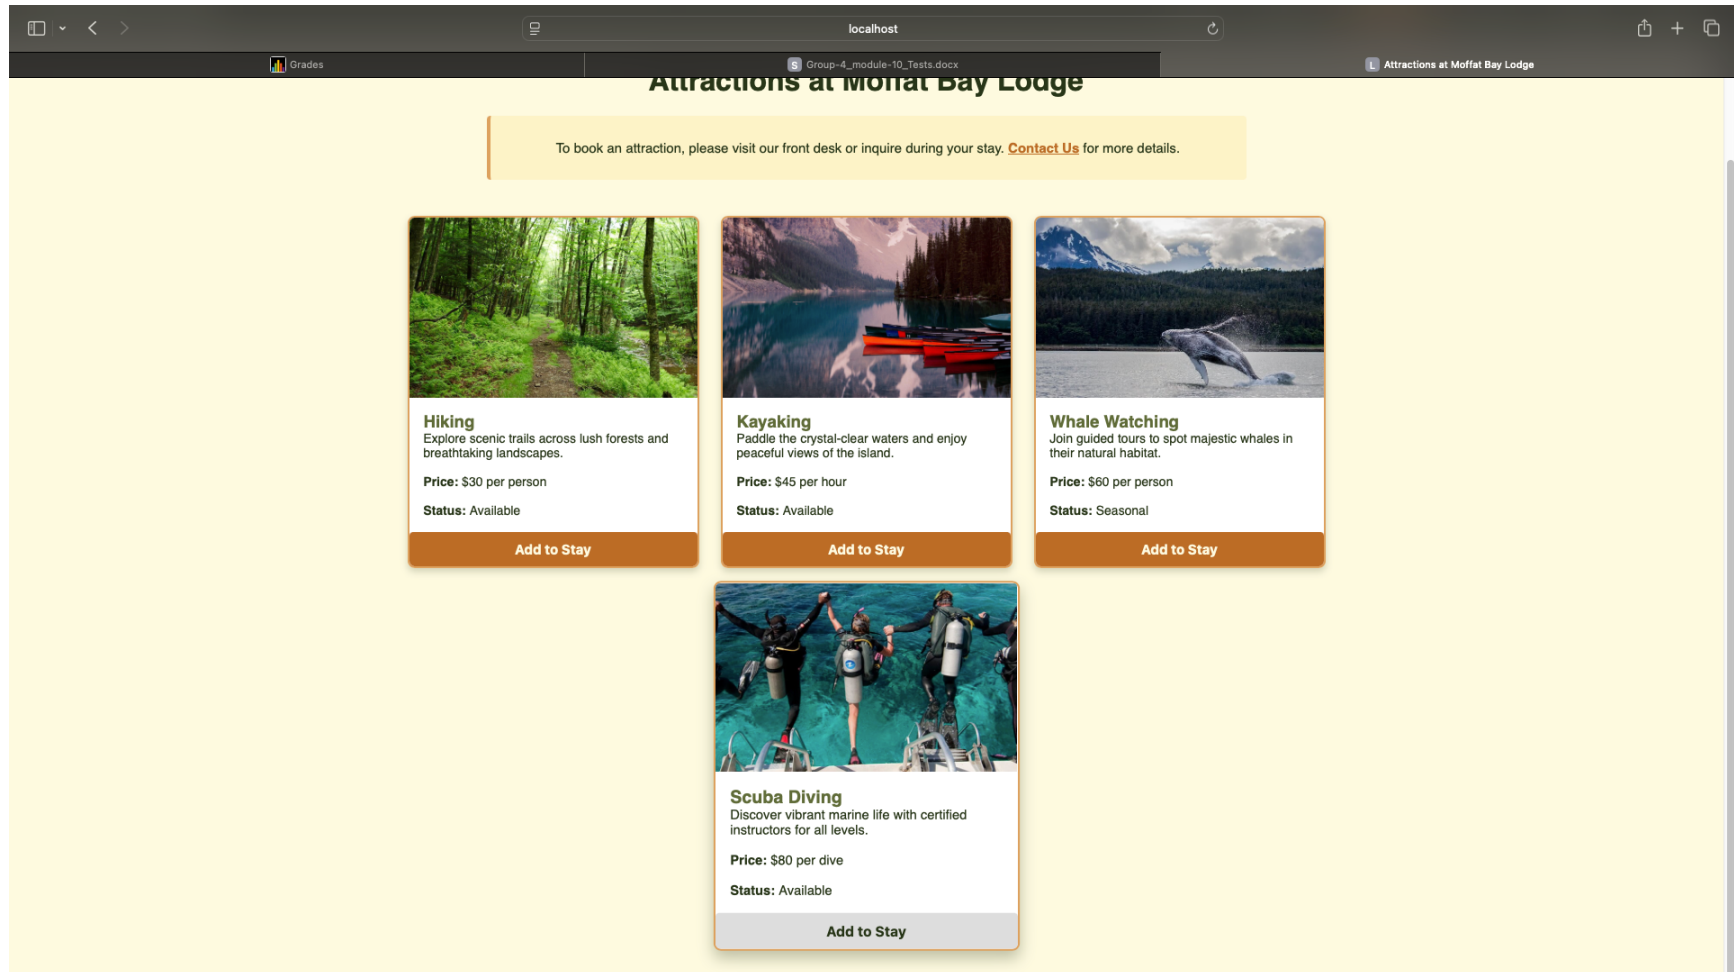 localhost
Grades
S Group-4_module-10_Tests.docx
L Attractions at Moffat Bay Lodge
Attractions at Moffat Bay Lodge
To book an attraction, please visit our front desk or inquire during your stay. Contact Us for more details.
Hiking
Explore scenic trails across lush forests and
breathtaking landscapes.
Price: $30 per person
Status: Available
Add to Stay
Kayaking
Paddle the crystal-clear waters and enjoy
peaceful views of the island.
Price: $45 per hour
Status: Available
Add to Stay
Whale Watching
Join guided tours to spot majestic whales in
their natural habitat.
Price: $60 per person
Status: Seasonal
Add to Stay
Scuba Diving
Discover vibrant marine life with certified
instructors for all levels.
Price: $80 per dive
Status: Available
Add to Stay